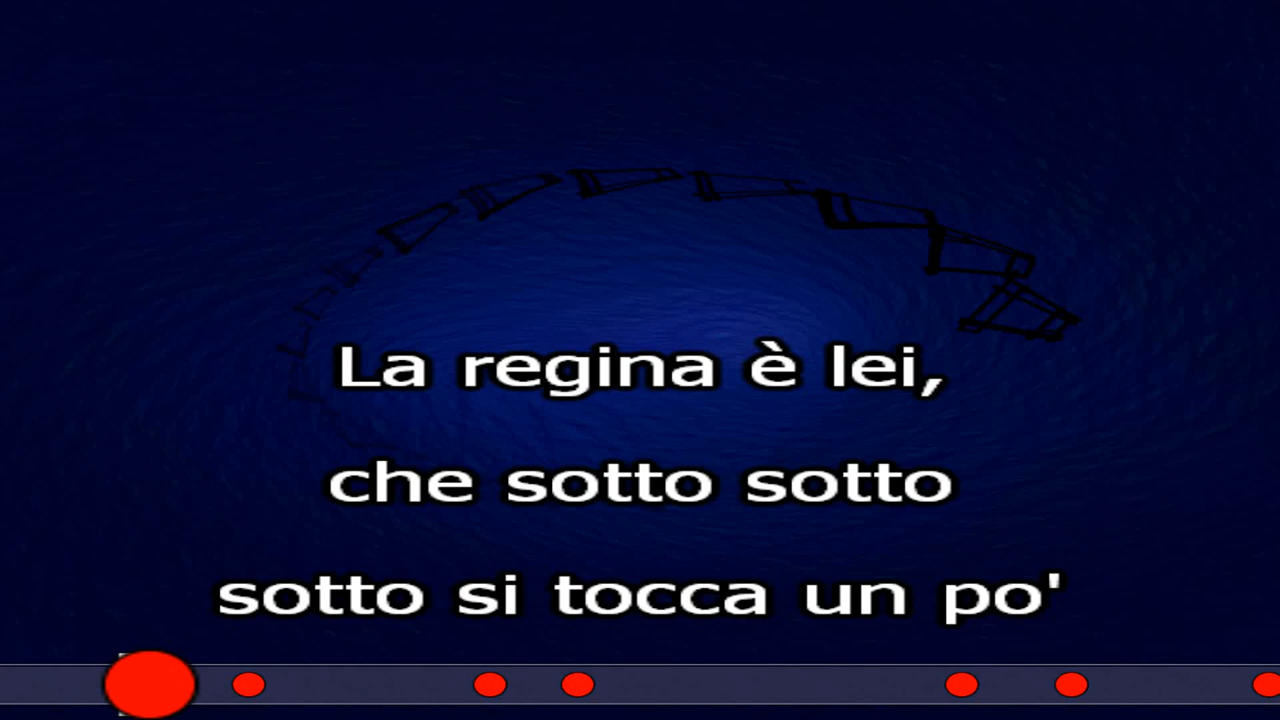 La regina è lei,
che sotto sotto
sotto si tocca un po'